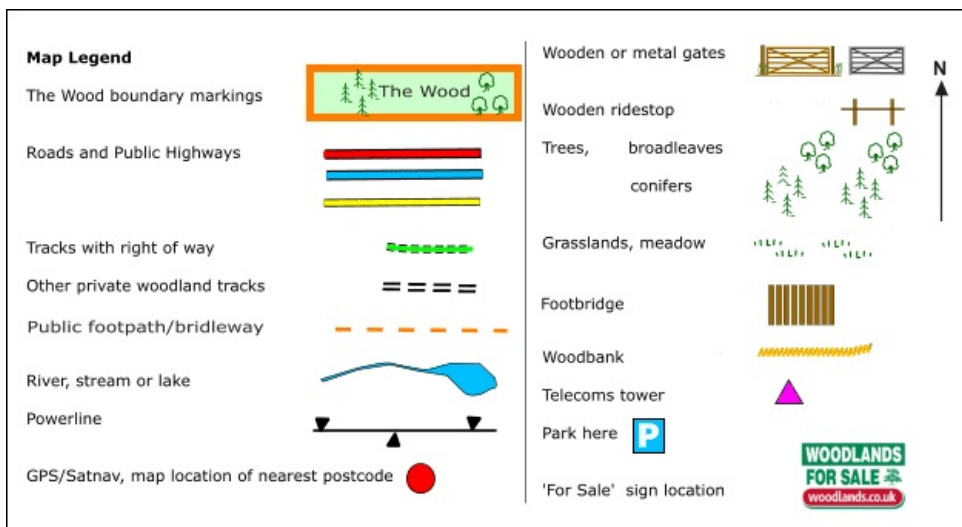 Map Legend
The Wood boundary markings
The Wood
Roads and Public Highways
Tracks with right of way
Other private woodland tracks
Public footpath/bridleway
River, stream or lake
Powerline
GPS/Satnav, map location of nearest postcode
Wooden or metal gates
N
Wooden ridestop
Trees, broadleaves
conifers
Grasslands, meadow
Footbridge
Woodbank
Telecoms tower
Park here P
'For Sale' sign location
WOODLANDS
FOR SALE
woodlands.co.uk